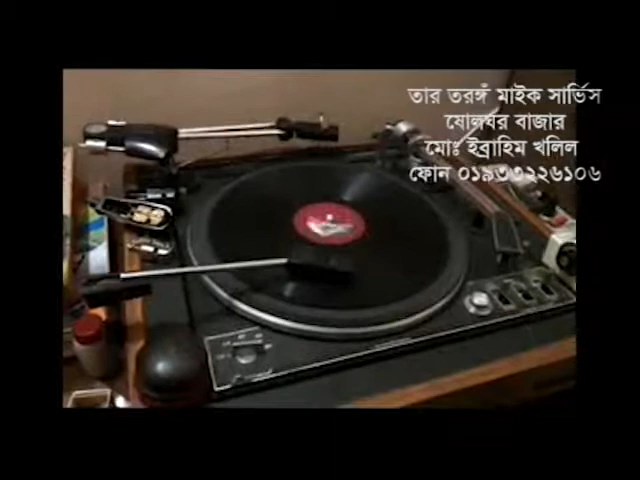 তার তরঙ্গঁ মাইক সার্ভিস
ষোলঘর বাজার
মোঃ ইব্রাহিম খলিল
ফোন ০১৯৩৩২২৬১০৬